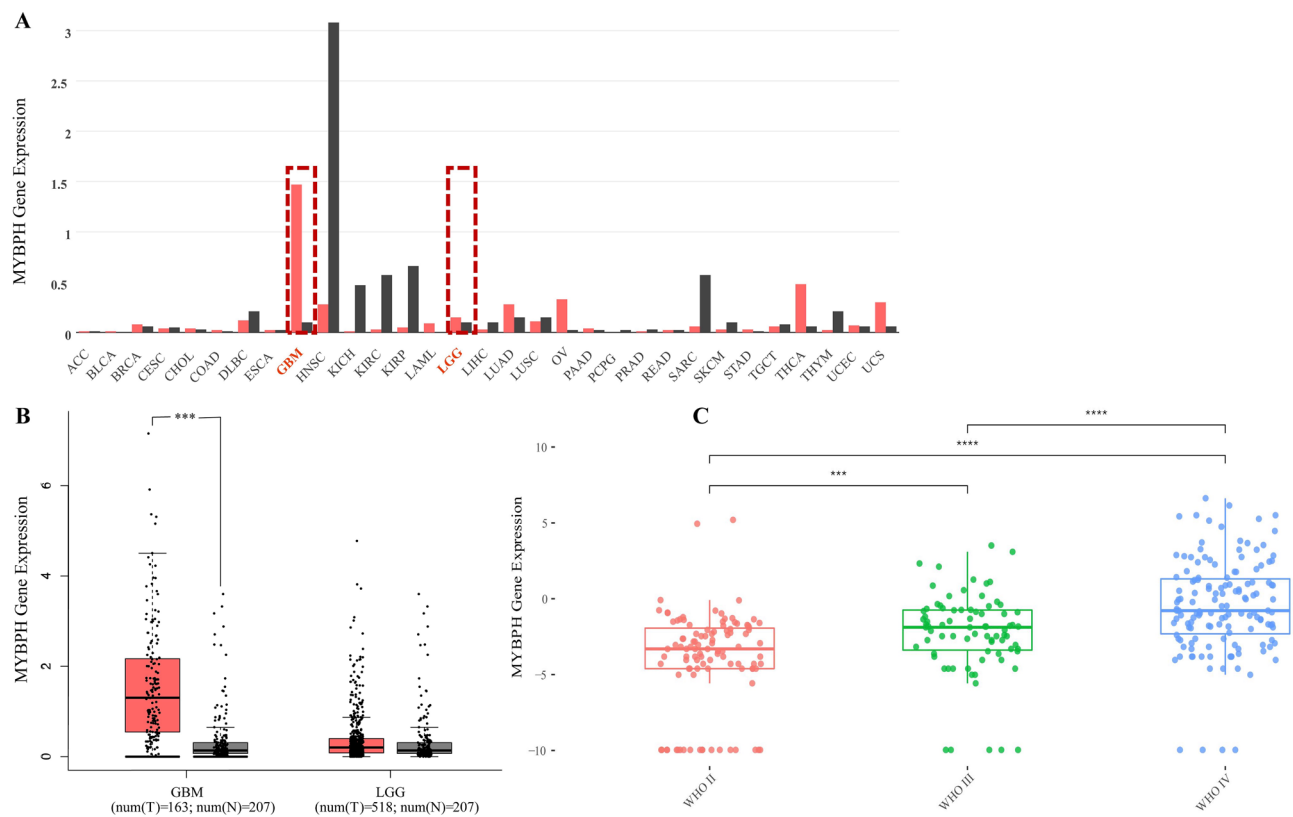 A
MYBPH Gene Expression
3
2.5
2
1.5
1
0.5
0
ACC
BLCA
BRCA
CESC
CHOL
COAD
DLBC
ESCA
GBM
HNSC
KICH
KIRC
KIRP
LAML
LGG
LIHC
LUAD
LUSC
OV
PAAD
PCPG
PRAD
READ
SARC
SKCM
STAD
TGCT
THCA
THYM
UCEC
UCS
B
MYBPH Gene Expression
6
4
2
0
***
GBM
(num(T)=163; num(N)=207)
LGG
(num(T)=518; num(N)=207)
C
MYBPH Gene Expression
10
5
0
−5
−10
****
****
***
WHO II
WHO III
WHO IV